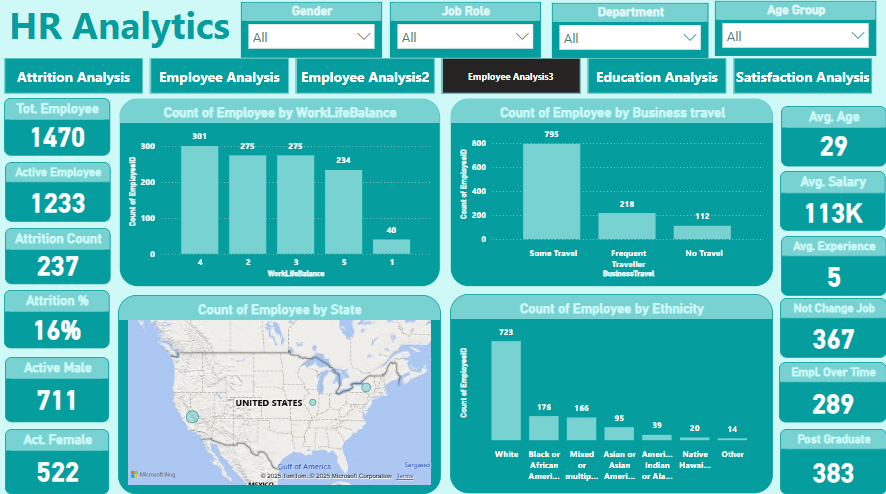 HR Analytics
Gender
All
Job Role
All
Department
All
Age Group
All
Attrition Analysis
Employee Analysis
Employee Analysis2
Employee Analysis3
Education Analysis
Satisfaction Analysis
Tot. Employee
1470
Active Employee
1233
Attrition Count
237
Attrition %
16%
Active Male
711
Act. Female
522
Count of Employee by WorkLifeBalance
Count of EmployeeID
300
200
100
0
301
275
275
234
40
4
2
3
5
1
WorkLifeBalance
Count of Employee by Business travel
Count of EmployeeID
800
600
400
200
0
795
218
112
Some Travel
Frequent
Traveller
No Travel
BusinessTravel
Count of Employee by State
UNITED STATES
Gulf of America
Sargasso
MEXICO
Microsoft Bing
© 2025 TomTom, © 2025 Microsoft Corporation Terms
Count of Employee by Ethnicity
Count of EmployeeID
723
176
166
95
39
20
14
White
Black or
African
Ameri...
Mixed
or
multip...
Asian or
Asian
Ameri...
Ameri...
Indian
or Ala...
Native
Hawai...
Other
Avg. Age
29
Avg. Salary
113K
Avg. Experience
5
Not Change Job
367
Empl. Over Time
289
Post Graduate
383